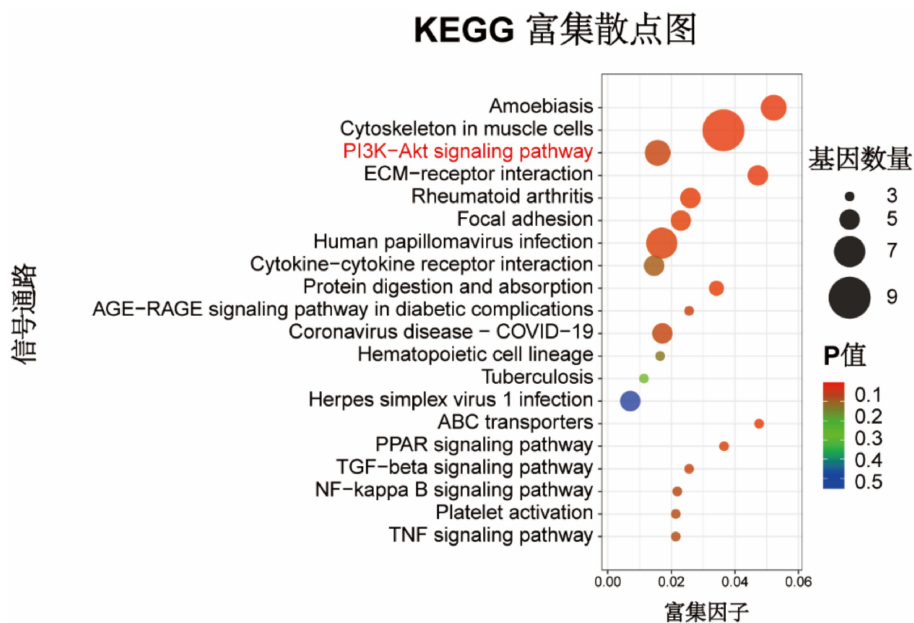 KEGG 富集散点图
信号通路
Amoebiasis
Cytoskeleton in muscle cells
PI3K−Akt signaling pathway
ECM−receptor interaction
Rheumatoid arthritis
Focal adhesion
Human papillomavirus infection
Cytokine−cytokine receptor interaction
Protein digestion and absorption
AGE−RAGE signaling pathway in diabetic complications
Coronavirus disease − COVID−19
Hematopoietic cell lineage
Tuberculosis
Herpes simplex virus 1 infection
ABC transporters
PPAR signaling pathway
TGF−beta signaling pathway
NF−kappa B signaling pathway
Platelet activation
TNF signaling pathway
0.00 0.02 0.04 0.06
富集因子
基因数量
3
5
7
9
P值
0.1
0.2
0.3
0.4
0.5